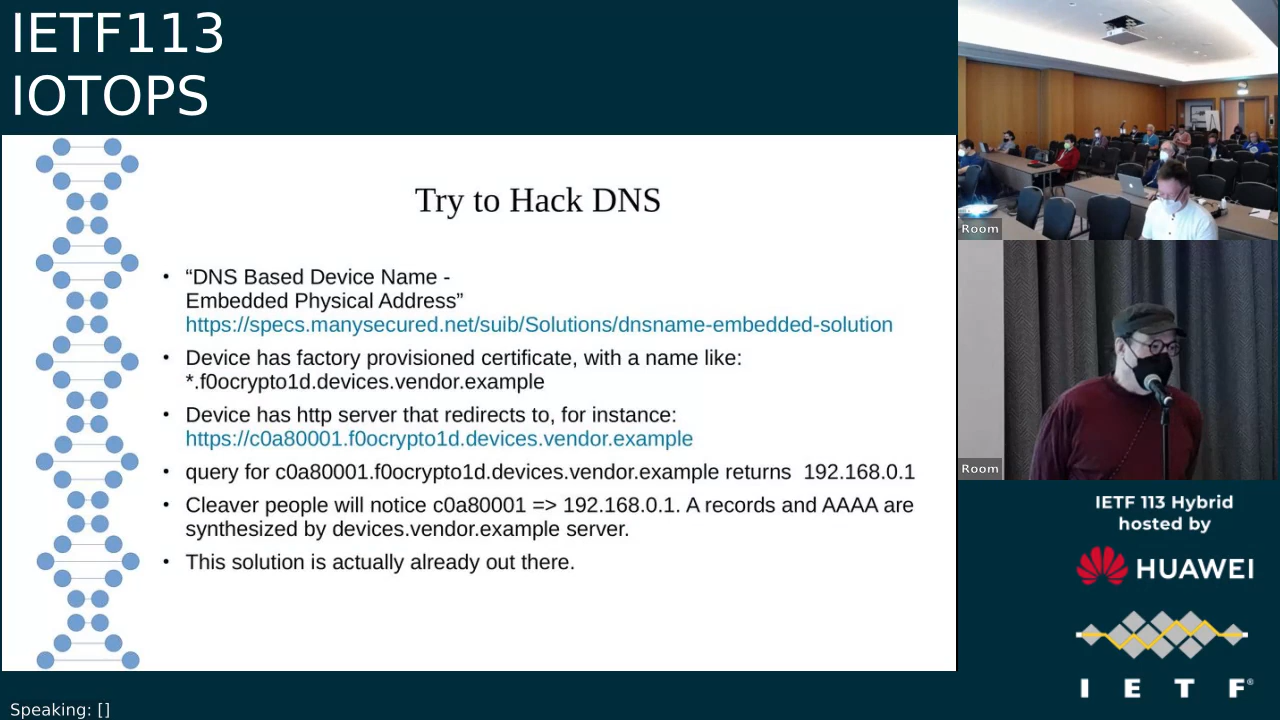 IETF113
IOTOPS
Try to Hack DNS
• “DNS Based Device Name -
Embedded Physical Address”
https://specs.manysecured.net/suib/Solutions/dnsname-embedded-solution
• Device has factory provisioned certificate, with a name like:
*.f0ocrypto1d.devices.vendor.example
• Device has http server that redirects to, for instance:
https://c0a80001.f0ocrypto1d.devices.vendor.example
• query for c0a80001.f0ocrypto1d.devices.vendor.example returns 192.168.0.1
• Cleaver people will notice c0a80001 => 192.168.0.1. A records and AAAA are
synthesized by devices.vendor.example server.
• This solution is actually already out there.
Room
Room
IETF 113 Hybrid
hosted by
HUAWEI
I E T F®
Speaking: []